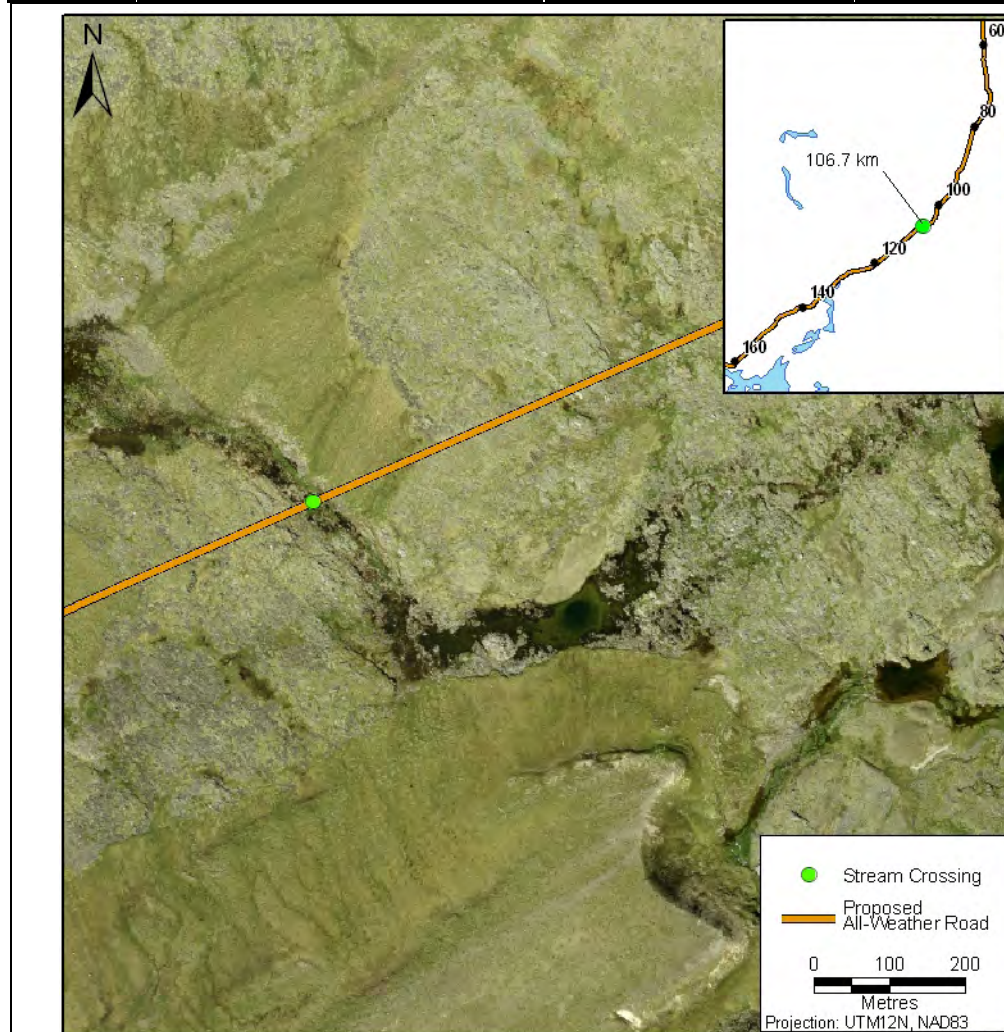 N
60
80
106.7 km
100
120
140
160
Stream Crossing
Proposed
All-Weather Road
0 100 200
Metres
Projection: UTM12N, NAD83